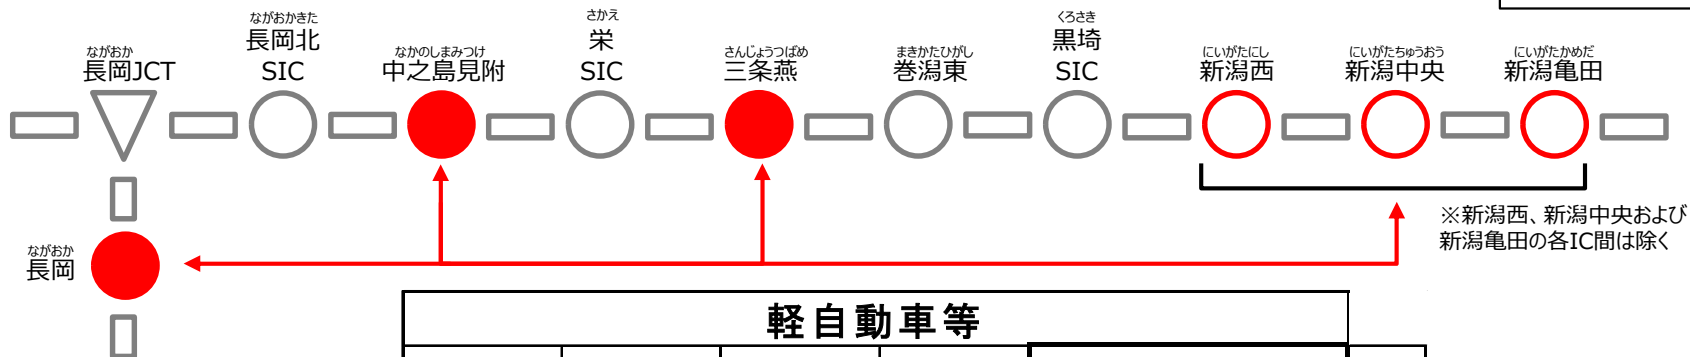 ながおか
長岡JCT
ながおかきた
長岡北
SIC
なかのしまみつけ
中之島見附
さかえ
栄
SIC
さんじょうつばめ
三条燕
まきかたひがし
巻潟東
くろさき
黒埼
SIC
にいがたにし
新潟西
にいがたちゅうおう
新潟中央
にいがたかめだ
新潟亀田
※新潟西、新潟中央および
新潟亀田の各IC間は除く
ながおか
長岡
軽自動車等